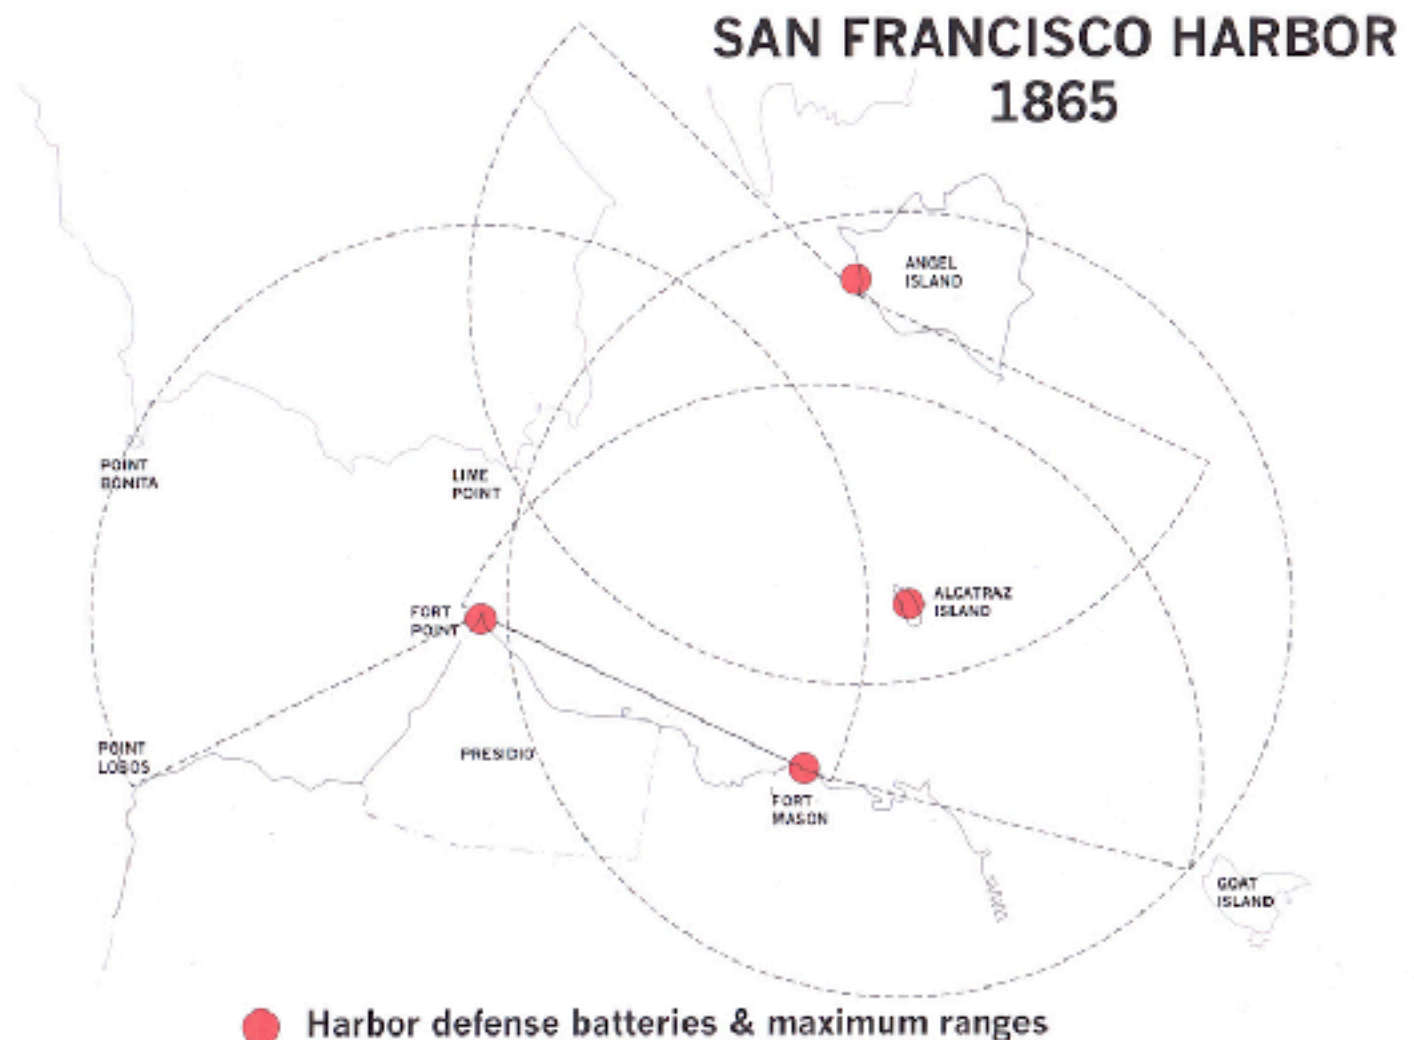 SAN FRANCISCO HARBOR
1865
ANGEL
ISLAND
POINT
BONITA
LIME
POINT
ALCATRAZ
ISLAND
FORT
POINT
POINT
LOBOS
PRESIDIO
FORT
MASON
GOAT
ISLAND
Harbor defense batteries & maximum ranges